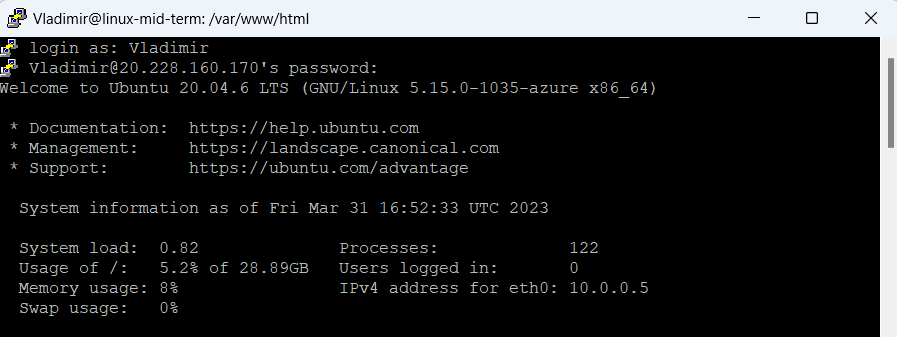 Vladimir@linux-mid-term: /var/www/html
login as: Vladimir
Vladimir@20.228.160.170's password:
Welcome to Ubuntu 20.04.6 LTS (GNU/Linux 5.15.0-1035-azure x86_64)

 * Documentation:  https://help.ubuntu.com
 * Management:     https://landscape.canonical.com
 * Support:        https://ubuntu.com/advantage

  System information as of Fri Mar 31 16:52:33 UTC 2023

  System load:  0.82              Processes:             122
  Usage of /:   5.2% of 28.89GB   Users logged in:       0
  Memory usage: 8%                IPv4 address for eth0: 10.0.0.5
  Swap usage:   0%